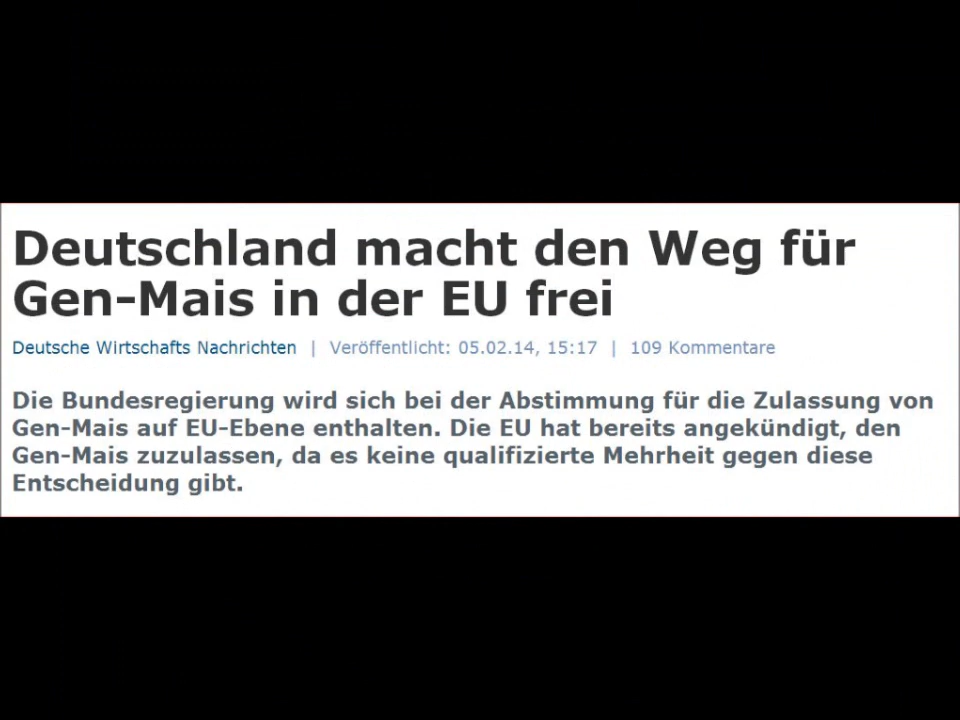 Deutschland macht den Weg für
Gen-Mais in der EU frei
Deutsche Wirtschafts Nachrichten | Veröffentlicht: 05.02.14, 15:17 | 109 Kommentare
Die Bundesregierung wird sich bei der Abstimmung für die Zulassung von
Gen-Mais auf EU-Ebene enthalten. Die EU hat bereits angekündigt, den
Gen-Mais zuzulassen, da es keine qualifizierte Mehrheit gegen diese
Entscheidung gibt.